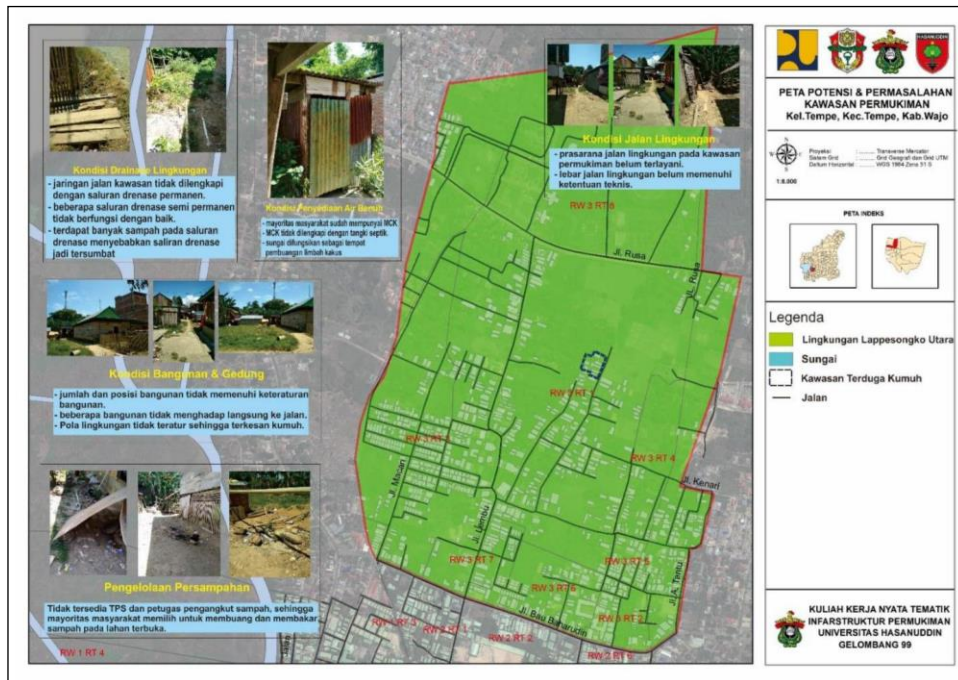 Kondisi Drainase Lingkungan
- jaringan jalan kawasan tidak dilengkapi
dengan saluran drenase permanen.
- beberapa saluran drenase semi permanen
tidak berfungsi dengan baik.
- terdapat banyak sampah pada saluran
drenase menyebabkan saliran drenase
jadi tersumbat
Kondisi Penyediaan Air Bersih
- mayoritas masyarakat sudah mempunyai MCK
- MCK tidak dilengkapi dengan tangki septik.
- sungai difungsikan sebagai tempat
pembuangan limbah kakus
Kondisi Jalan Lingkungan
- prasarana jalan lingkungan pada kawasan
permukiman belum terlayani.
- lebar jalan lingkungan belum memenuhi
ketentuan teknis.
Kondisi Bangunan & Gedung
- jumlah dan posisi bangunan tidak memenuhi keteraturan
bangunan.
- beberapa bangunan tidak menghadap langsung ke jalan.
- Pola lingkungan tidak teratur sehingga terkesan kumuh.
Pengelolaan Persampahan
Tidak tersedia TPS dan petugas pengangkut sampah, sehingga
mayoritas masyarakat memilih untuk membuang dan membakar
sampah pada lahan terbuka.
RW 3 RT 8
Jl. Rusa
Jl. Rusa
RW 3 RT 4
Jl. Kenari
Jl. Macan
RW 3 RT 7
RW 3 RT 5
RW 3 RT 6
RW 3 RT 2
Jl. Bau Baharudin
RW 2 RT 2
RW 1 RT 4
HASANUDDIN
PETA POTENSI & PERMASALAHAN
KAWASAN PERMUKIMAN
Kel.Tempe, Kec.Tempe, Kab.Wajo
Proyeksi : Transverse Mercator
Sistem Grid : Grid Geografi dan Grid UTM
Datum Horizontal : WGS 1984 Zona 51 S
1:8.000
PETA INDEKS
Legenda
Lingkungan Lappesongko Utara
Sungai
Kawasan Terduga Kumuh
Jalan
KULIAH KERJA NYATA TEMATIK
INFARSTRUKTUR PERMUKIMAN
UNIVERSITAS HASANUDDIN
GELOMBANG 99